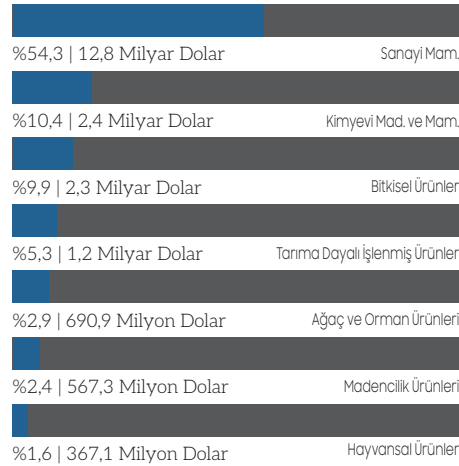 %54,3 | 12,8 Milyar Dolar Sanayi Mam.
%10,4 | 2,4 Milyar Dolar Kimyevi Mad. ve Mam.
%9,9 | 2,3 Milyar Dolar Bitkisel Ürünler
%5,3 | 1,2 Milyar Dolar Tarıma Dayalı İşlenmiş Ürünler
%2,9 | 690,9 Milyon Dolar Ağaç ve Orman Ürünleri
%2,4 | 567,3 Milyon Dolar Madencilik Ürünleri
%1,6 | 367,1 Milyon Dolar Hayvansal Ürünler